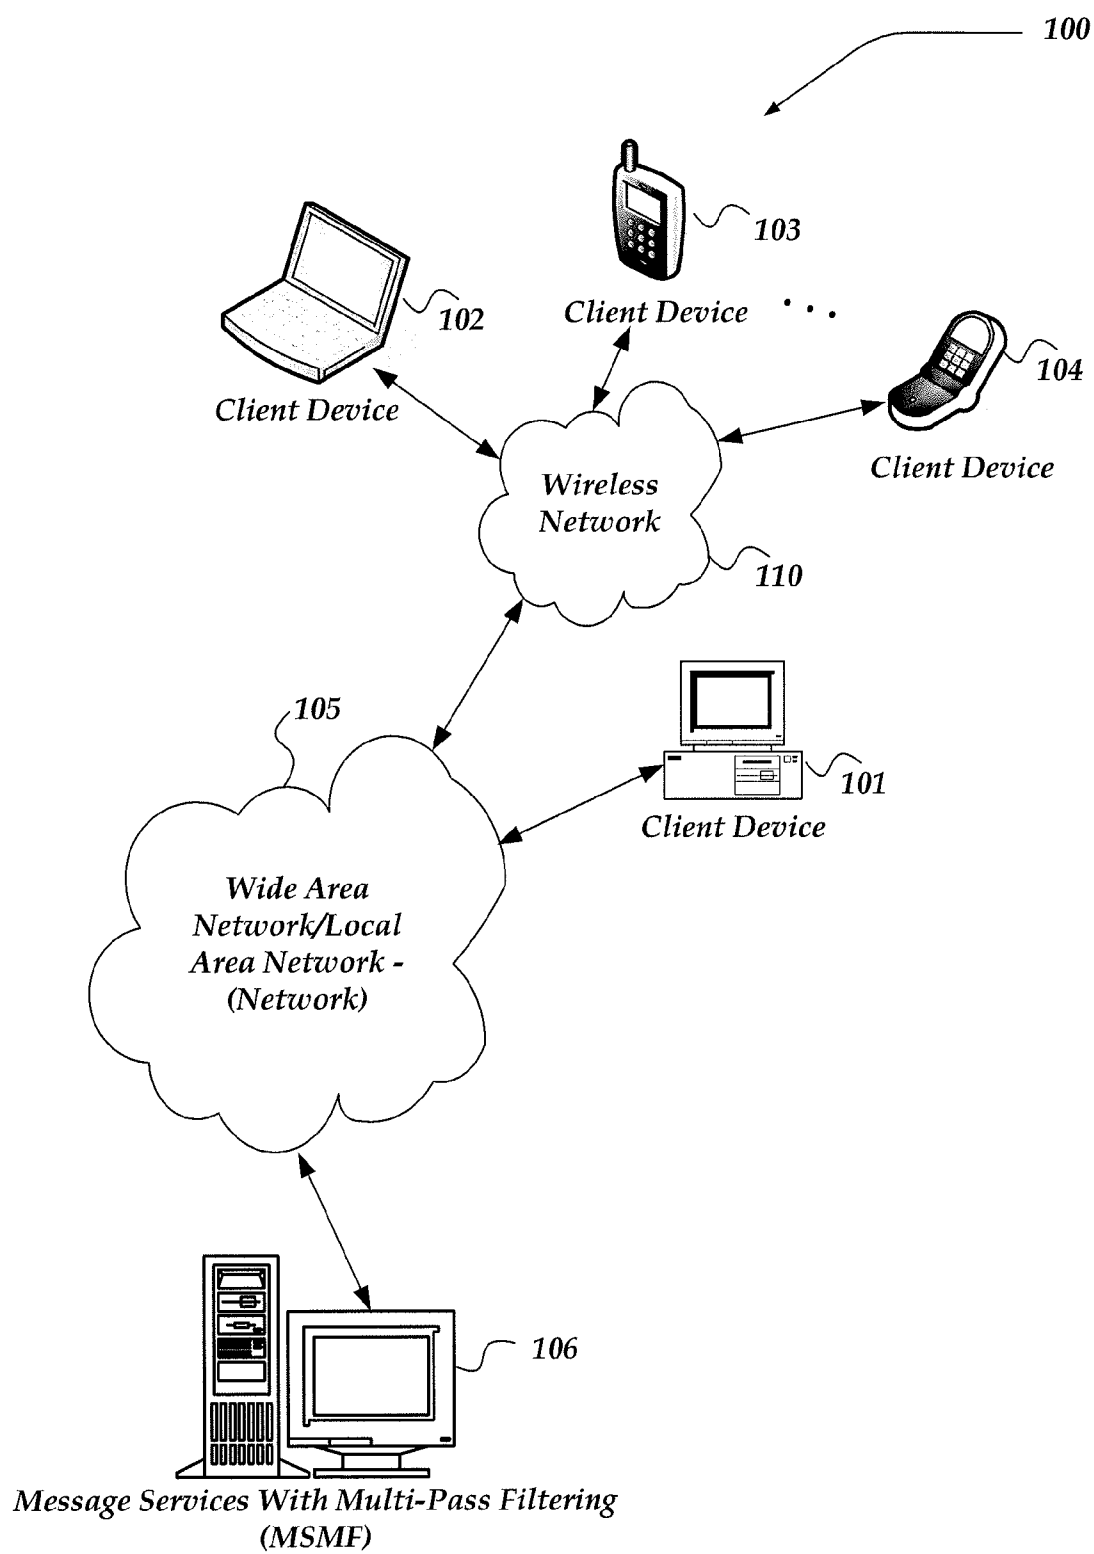 100
103
Client Device
. . .
102
Client Device
104
Client Device
Wireless
Network
110
105
101
Client Device
Wide Area
Network/Local
Area Network -
(Network)
106
Message Services With Multi-Pass Filtering
(MSMF)